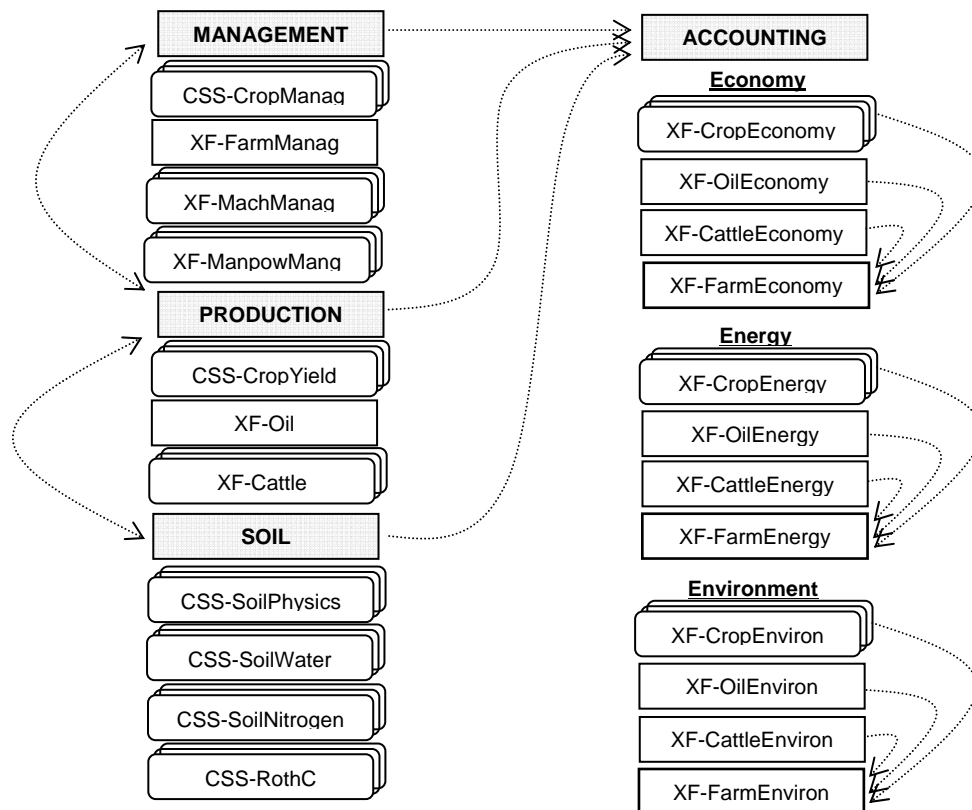 MANAGEMENT
CSS-CropManag
XF-FarmManag
XF-MachManag
XF-ManpowMang
PRODUCTION
CSS-CropYield
XF-Oil
XF-Cattle
SOIL
CSS-SoilPhysics
CSS-SoilWater
CSS-SoilNitrogen
CSS-RothC
ACCOUNTING
Economy
XF-CropEconomy
XF-OilEconomy
XF-CattleEconomy
XF-FarmEconomy
Energy
XF-CropEnergy
XF-OilEnergy
XF-CattleEnergy
XF-FarmEnergy
Environment
XF-CropEnviron
XF-OilEnviron
XF-CattleEnviron
XF-FarmEnviron